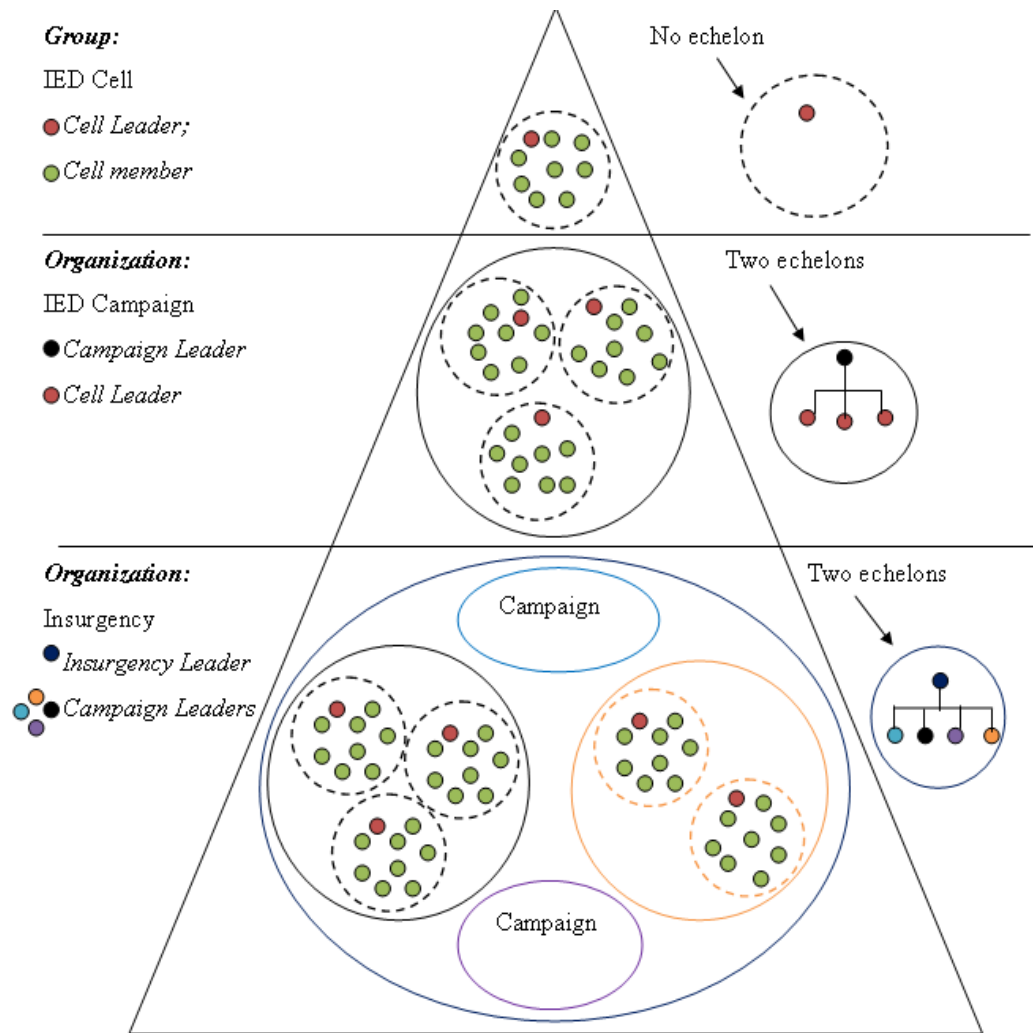 Group:
IED Cell
Cell Leader;
Cell member
No echelon
Organization:
IED Campaign
Campaign Leader
Cell Leader
Two echelons
Organization:
Insurgency
Insurgency Leader
Campaign Leaders
Campaign
Campaign
Two echelons